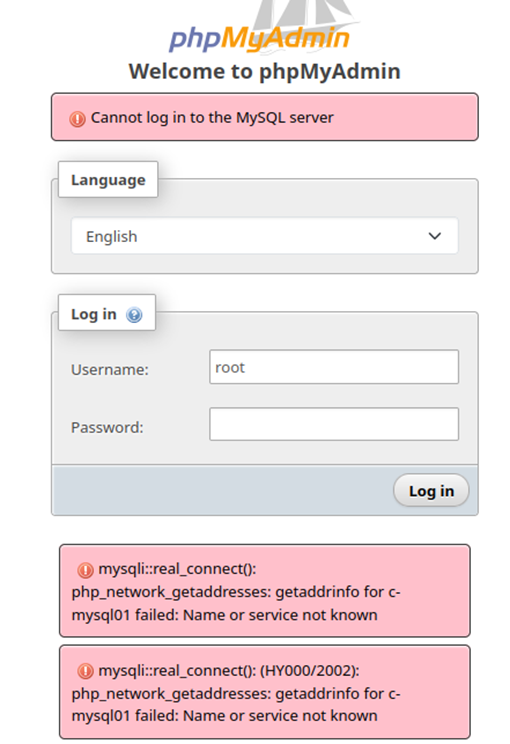 phpMyAdmin
Welcome to phpMyAdmin
Cannot log in to the MySQL server
Language
English
Log in
Username:
root
Password:
Log in
mysqli::real_connect():
php_network_getaddresses: getaddrinfo for c-
mysql01 failed: Name or service not known
mysqli::real_connect(): (HY000/2002):
php_network_getaddresses: getaddrinfo for c-
mysql01 failed: Name or service not known